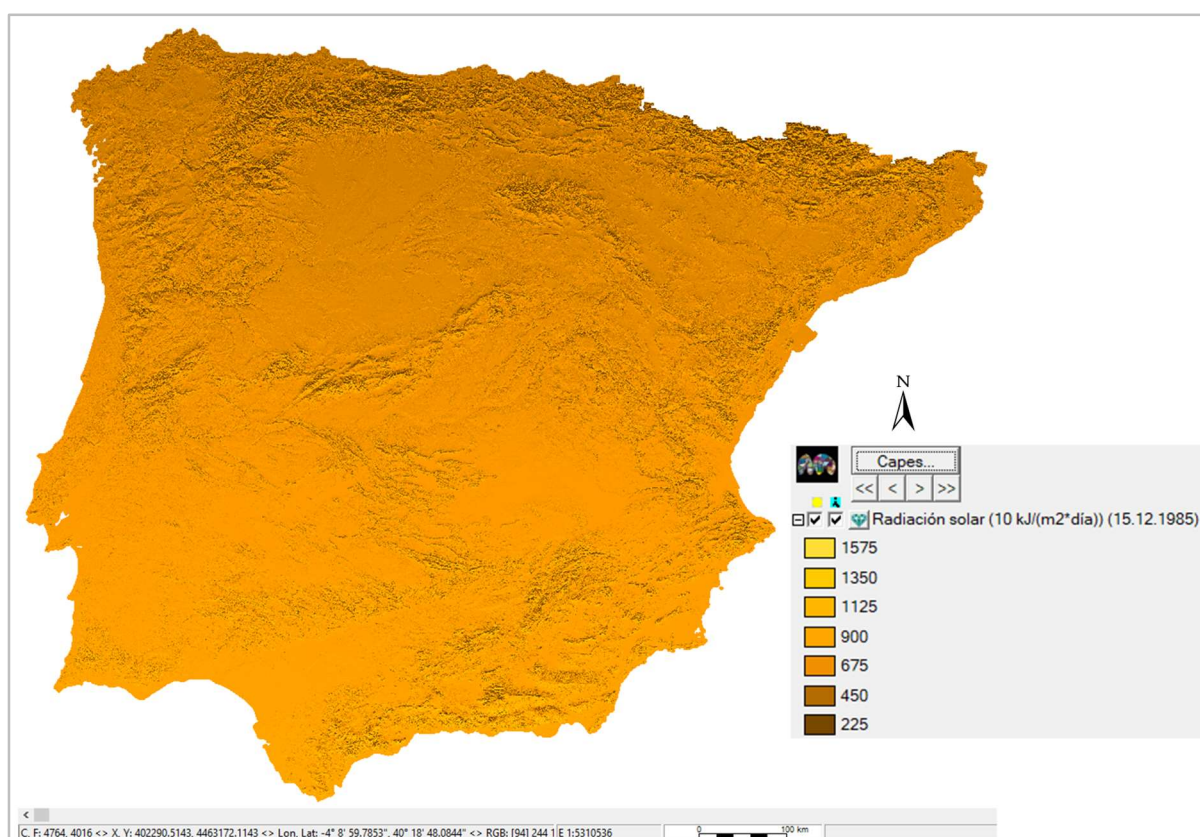 N
Capes...
<< < > >>
Radiación solar (10 kJ/(m2*día)) (15.12.1985)
1575
1350
1125
900
675
450
225
<
C, F: 4764, 4016 <> X, Y: 402290.5143, 4463172.1143 <> Lon, Lat: -4° 8' 59.7853", 40° 18' 48.0844" <> RGB: [94] 244 1 E 1:5310536
0 100 km